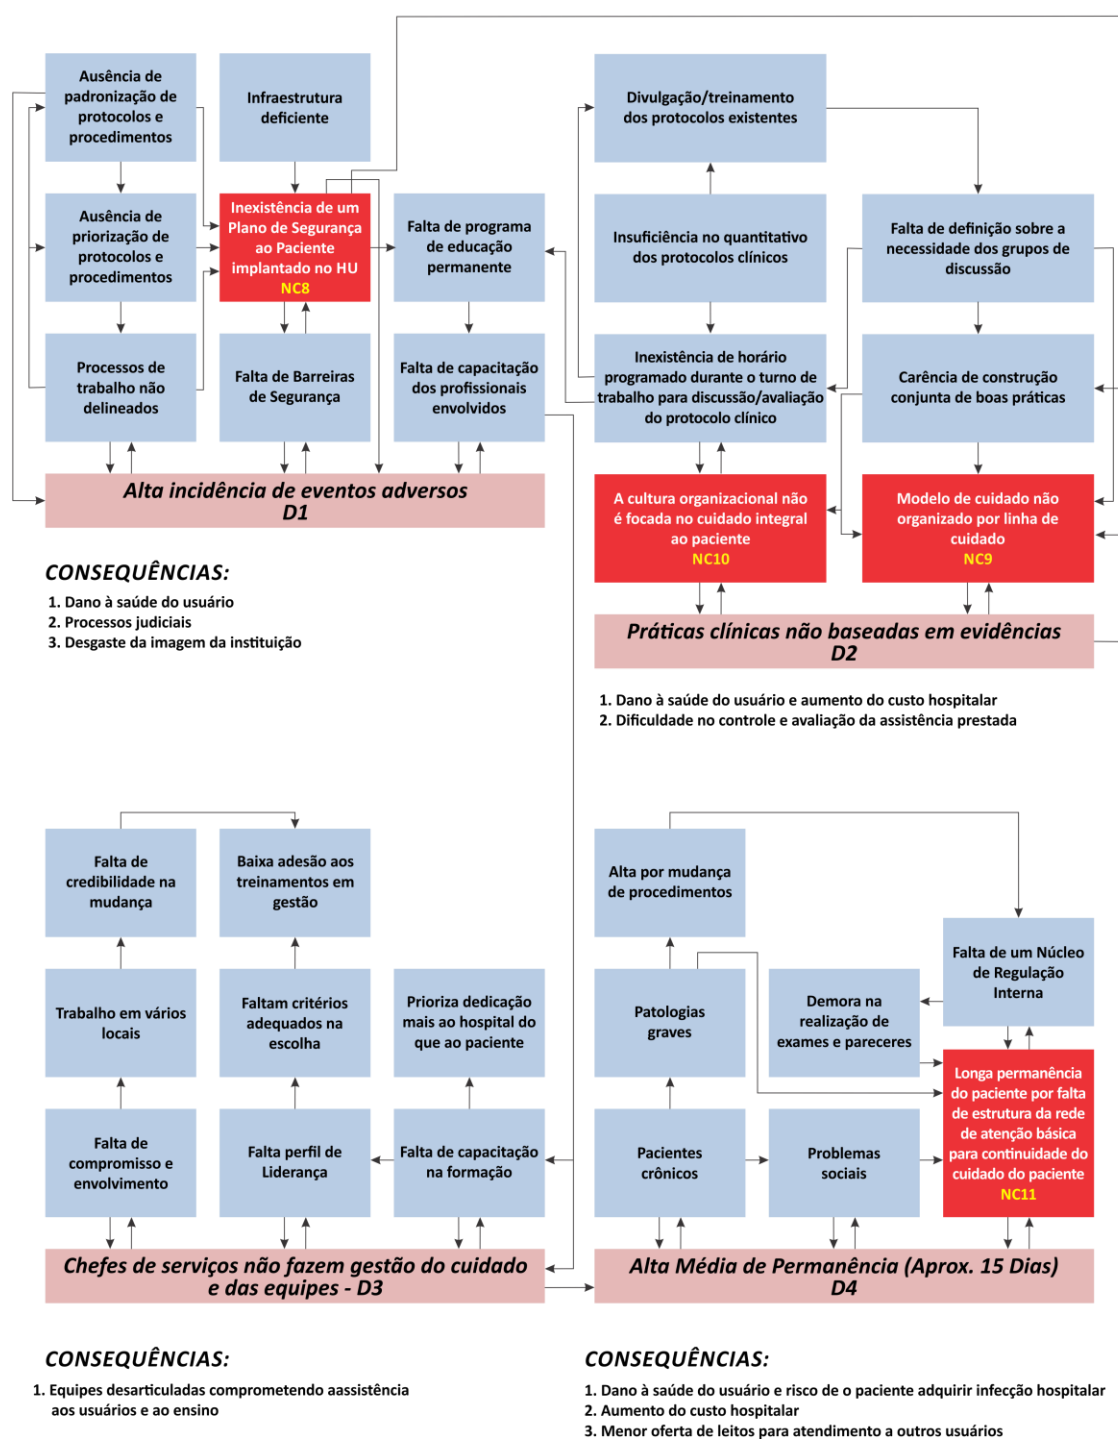 Ausência de
padronização de
protocolos e
procedimentos
Infraestrutura
deficiente
Ausência de
priorização de
protocolos e
procedimentos
Inexistência de um
Plano de Segurança
ao Paciente
implantado no HU
NC8
Falta de programa
de educação
permanente
Processos de
trabalho não
delineados
Falta de Barreiras
de Segurança
Falta de capacitação
dos profissionais
envolvidos
Alta incidência de eventos adversos
D1
CONSEQUÊNCIAS:
1. Dano à saúde do usuário
2. Processos judiciais
3. Desgaste da imagem da instituição
Divulgação/treinamento
dos protocolos existentes
Insuficiência no quantitativo
dos protocolos clínicos
Falta de definição sobre a
necessidade dos grupos de
discussão
Inexistência de horário
programado durante o turno de
trabalho para discussão/avaliação
do protocolo clínico
Carência de construção
conjunta de boas práticas
A cultura organizacional não
é focada no cuidado integral
ao paciente
NC10
Modelo de cuidado não
organizado por linha de
cuidado
NC9
Práticas clínicas não baseadas em evidências
D2
1. Dano à saúde do usuário e aumento do custo hospitalar
2. Dificuldade no controle e avaliação da assistência prestada
Falta de
credibilidade na
mudança
Baixa adesão aos
treinamentos em
gestão
Trabalho em vários
locais
Faltam critérios
adequados na
escolha
Prioriza dedicação
mais ao hospital do
que ao paciente
Falta de
compromisso e
envolvimento
Falta perfil de
Liderança
Falta de capacitação
na formação
Chefes de serviços não fazem gestão do cuidado
e das equipes - D3
CONSEQUÊNCIAS:
1. Equipes desarticuladas comprometendo aassistência
aos usuários e ao ensino
Alta por mudança
de procedimentos
Patologias
graves
Demora na
realização de
exames e pareceres
Falta de um Núcleo
de Regulação
Interna
Pacientes
crônicos
Problemas
sociais
Longa permanência
do paciente por falta
de estrutura da rede
de atenção básica
para continuidade do
cuidado do paciente
NC11
Alta Média de Permanência (Aprox. 15 Dias)
D4
CONSEQUÊNCIAS:
1. Dano à saúde do usuário e risco de o paciente adquirir infecção hospitalar
2. Aumento do custo hospitalar
3. Menor oferta de leitos para atendimento a outros usuários